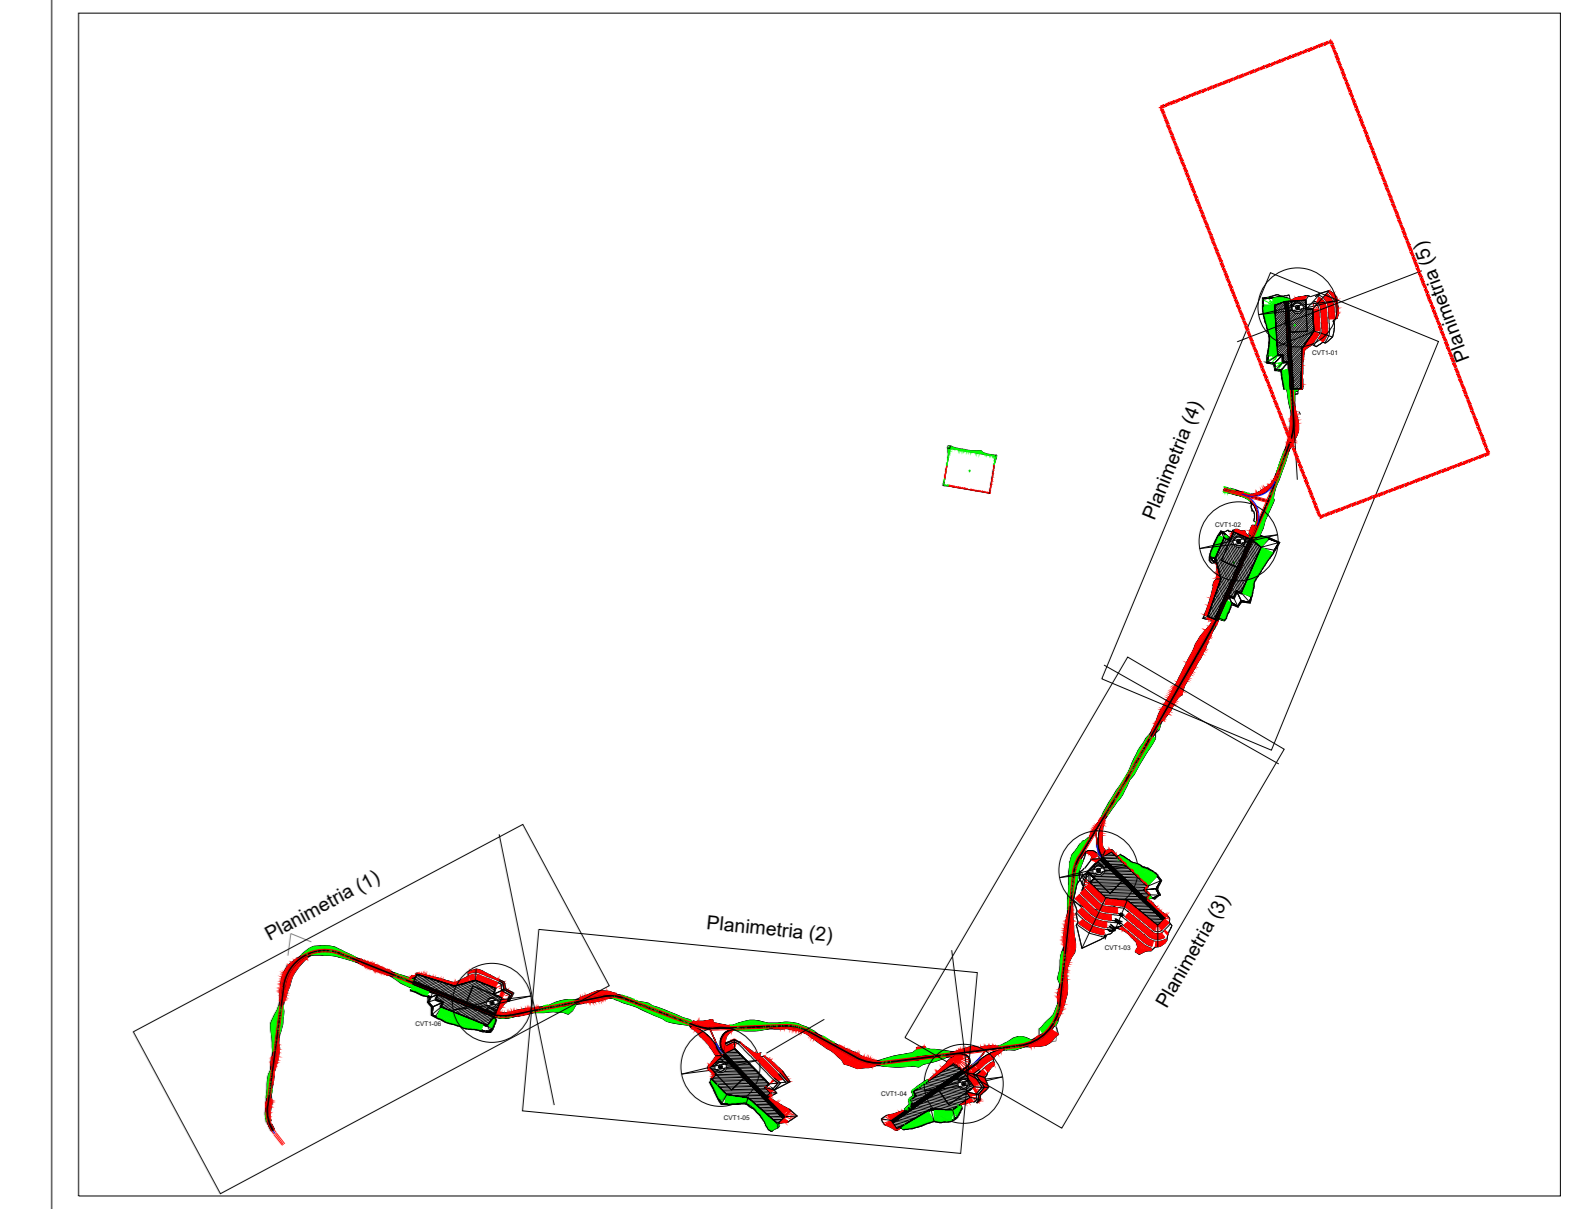 Planimetria (5)
CVT1-01
Planimetria (4)
CVT1-02
Planimetria (1)
Planimetria (2)
Planimetria (3)
CVT1-03
CVT1-06
CVT1-04
CVT1-05